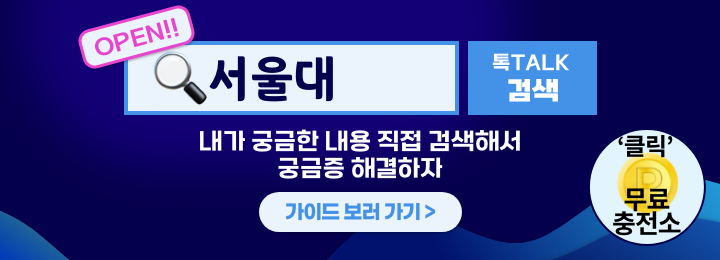 OPEN!!
서울대
톡TALK
검색
내가 궁금한 내용 직접 검색해서
궁금증 해결하자
가이드 보러 가기 >
‘클릭’
P
무료
충전소